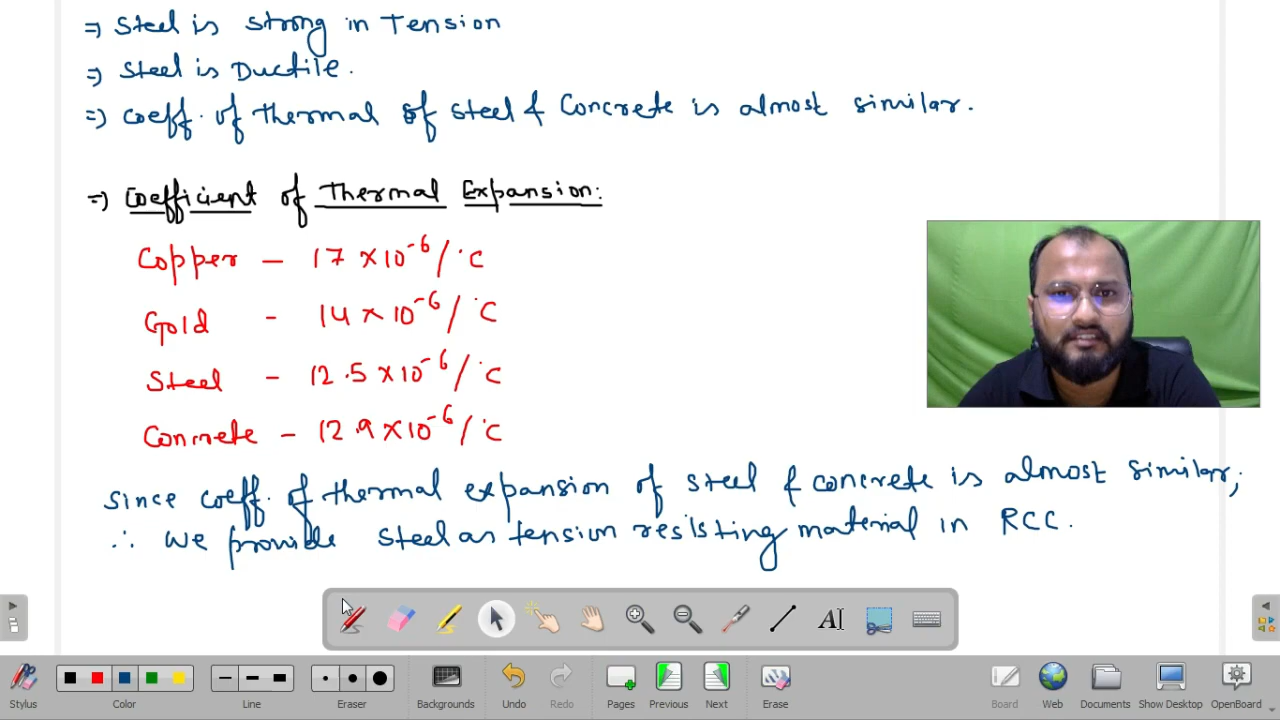 ⇒ Steel is strong in Tension
⇒ Steel is Ductile.
⇒ Coeff. of thermal of steel & Concrete is almost similar.
⇒ Coefficient of Thermal Expansion:
Copper - 17 × 10⁻⁶/°C
Gold - 14 × 10⁻⁶/°C
Steel - 12.5 × 10⁻⁶/°C
Concrete - 12.9 × 10⁻⁶/°C
Since coeff. of thermal expansion of steel & concrete is almost similar;
∴ We provide steel as tension resisting material in RCC.
Stylus Color Line Eraser Backgrounds Undo Redo Pages Previous Next Erase Board Web Documents Show Desktop OpenBoard